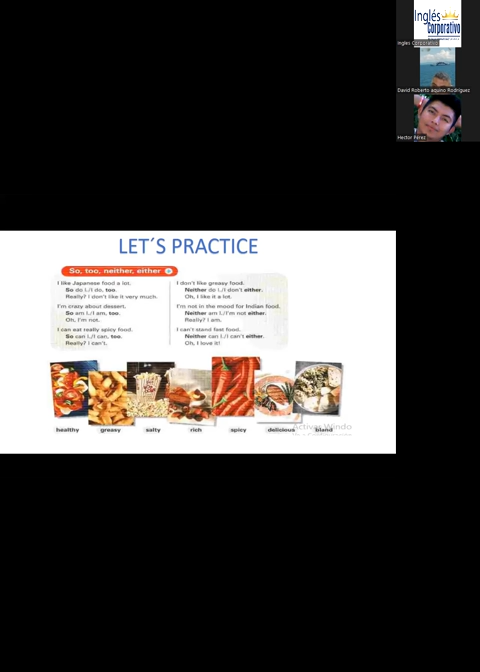 Inglés
Corporativo
Ingles Corporativo
David Roberto aquino Rodriguez
Hector Perez
LET´S PRACTICE
So, too, neither, either
I like Japanese food a lot.
So do I./I do, too.
Really? I don't like it very much.
I'm crazy about dessert.
So am I./I am, too.
Oh, I'm not.
I can eat really spicy food.
So can I./I can, too.
Really? I can't.
I don't like greasy food.
Neither do I./I don't either.
Oh, I like it a lot.
I'm not in the mood for Indian food.
Neither am I./I'm not either.
Really? I am.
I can't stand fast food.
Neither can I./I can't either.
Oh, I love it!
healthy greasy salty rich spicy delicious bland
Activar Windo